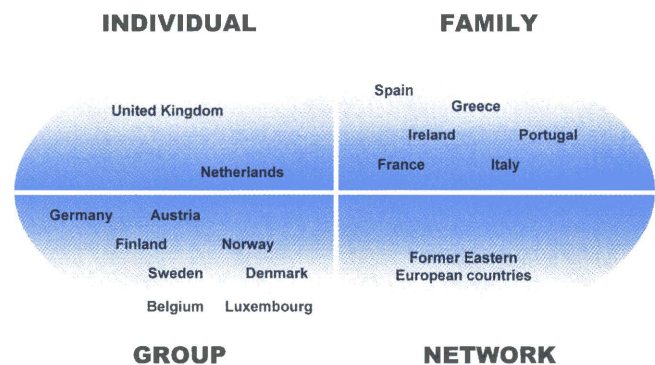 INDIVIDUAL FAMILY
Spain
United Kingdom Greece
Ireland Portugal
Netherlands France Italy
Germany Austria
Finland Norway
Former Eastern
Sweden Denmark European countries
Belgium Luxembourg
GROUP NETWORK